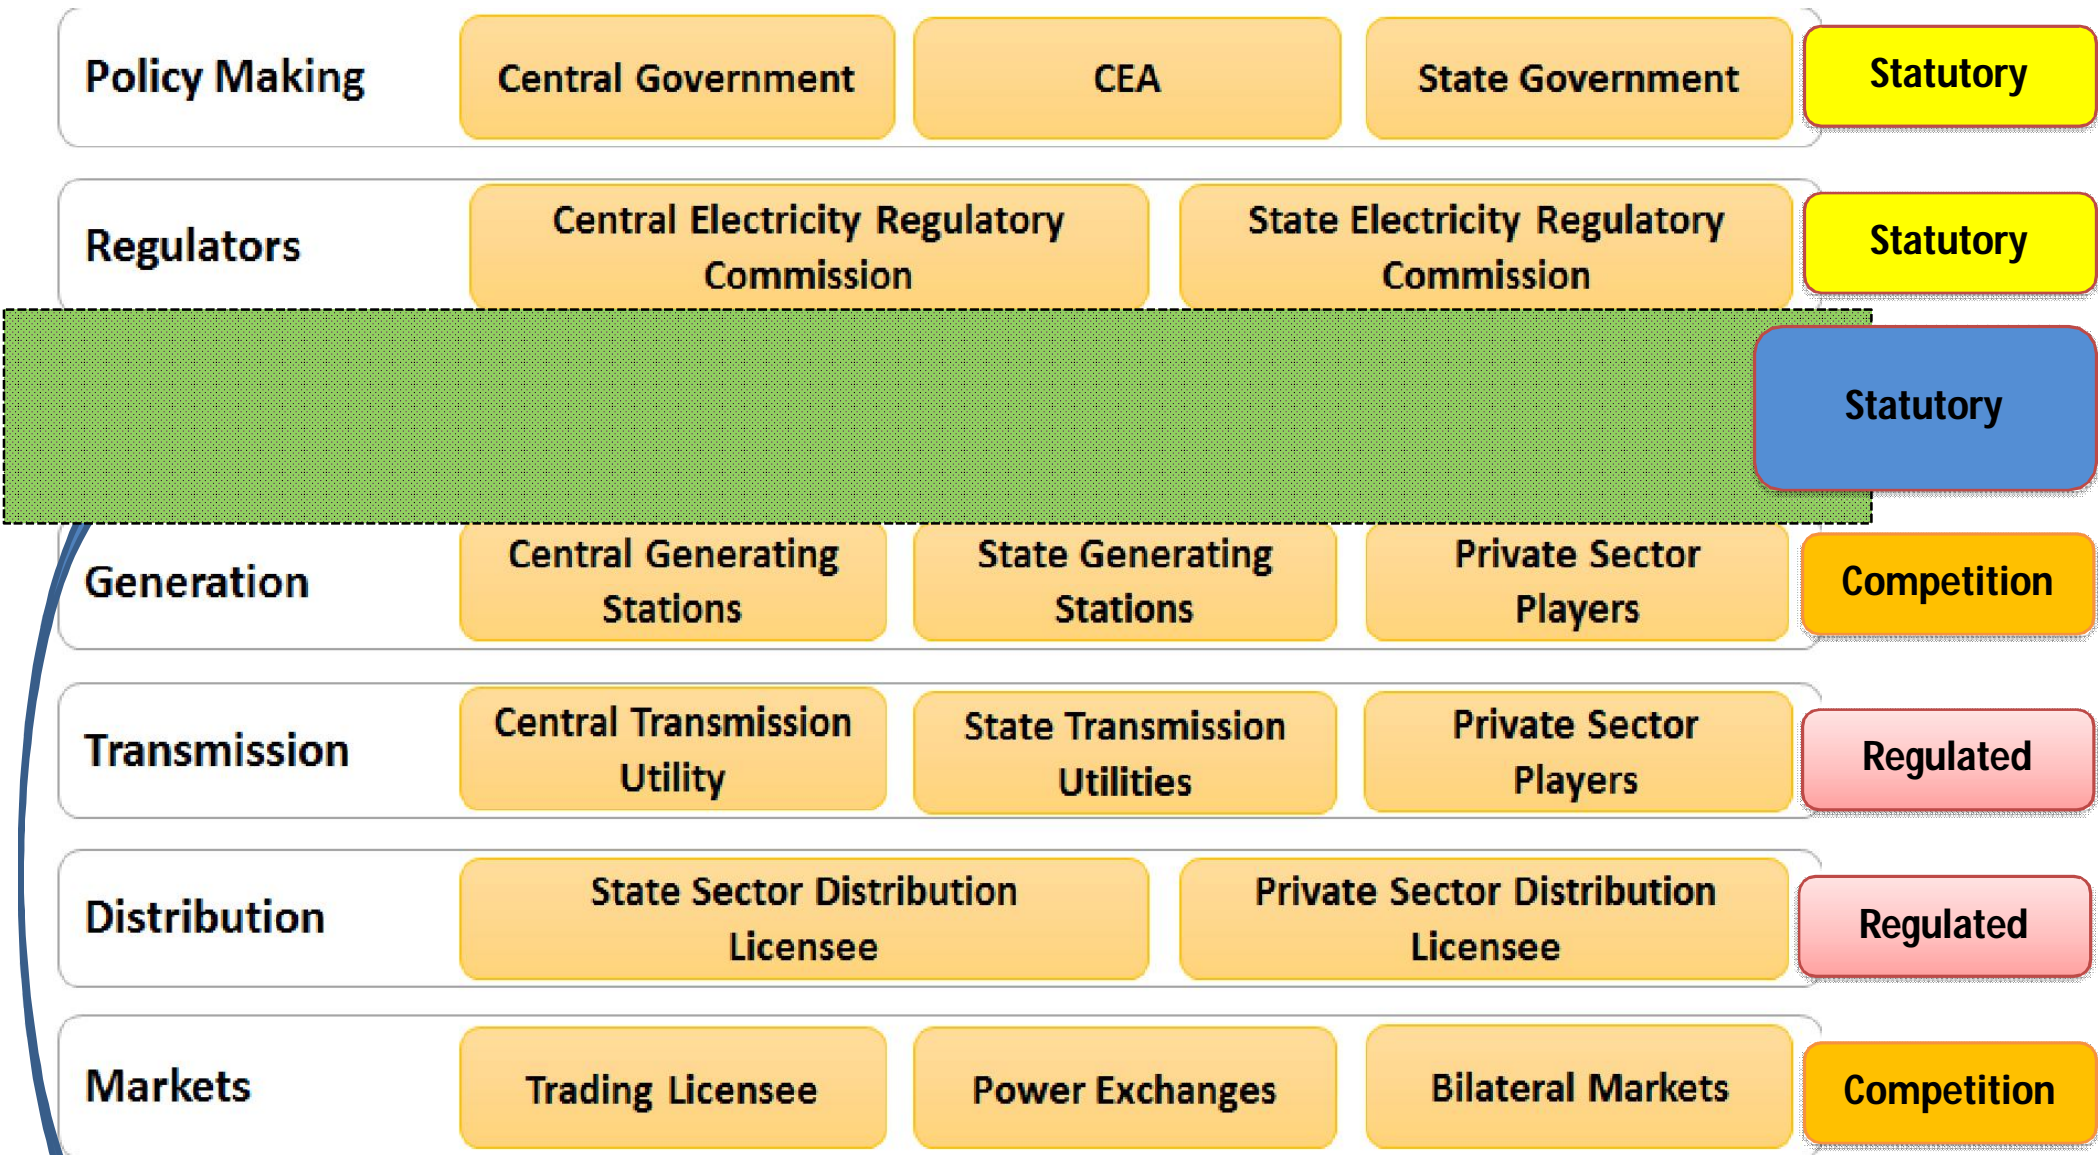 Policy Making
Central Government
CEA
State Government
Statutory
Regulators
Central Electricity Regulatory
Commission
State Electricity Regulatory
Commission
Statutory
Statutory
Generation
Central Generating
Stations
State Generating
Stations
Private Sector
Players
Competition
Transmission
Central Transmission
Utility
State Transmission
Utilities
Private Sector
Players
Regulated
Distribution
State Sector Distribution
Licensee
Private Sector Distribution
Licensee
Regulated
Markets
Trading Licensee
Power Exchanges
Bilateral Markets
Competition